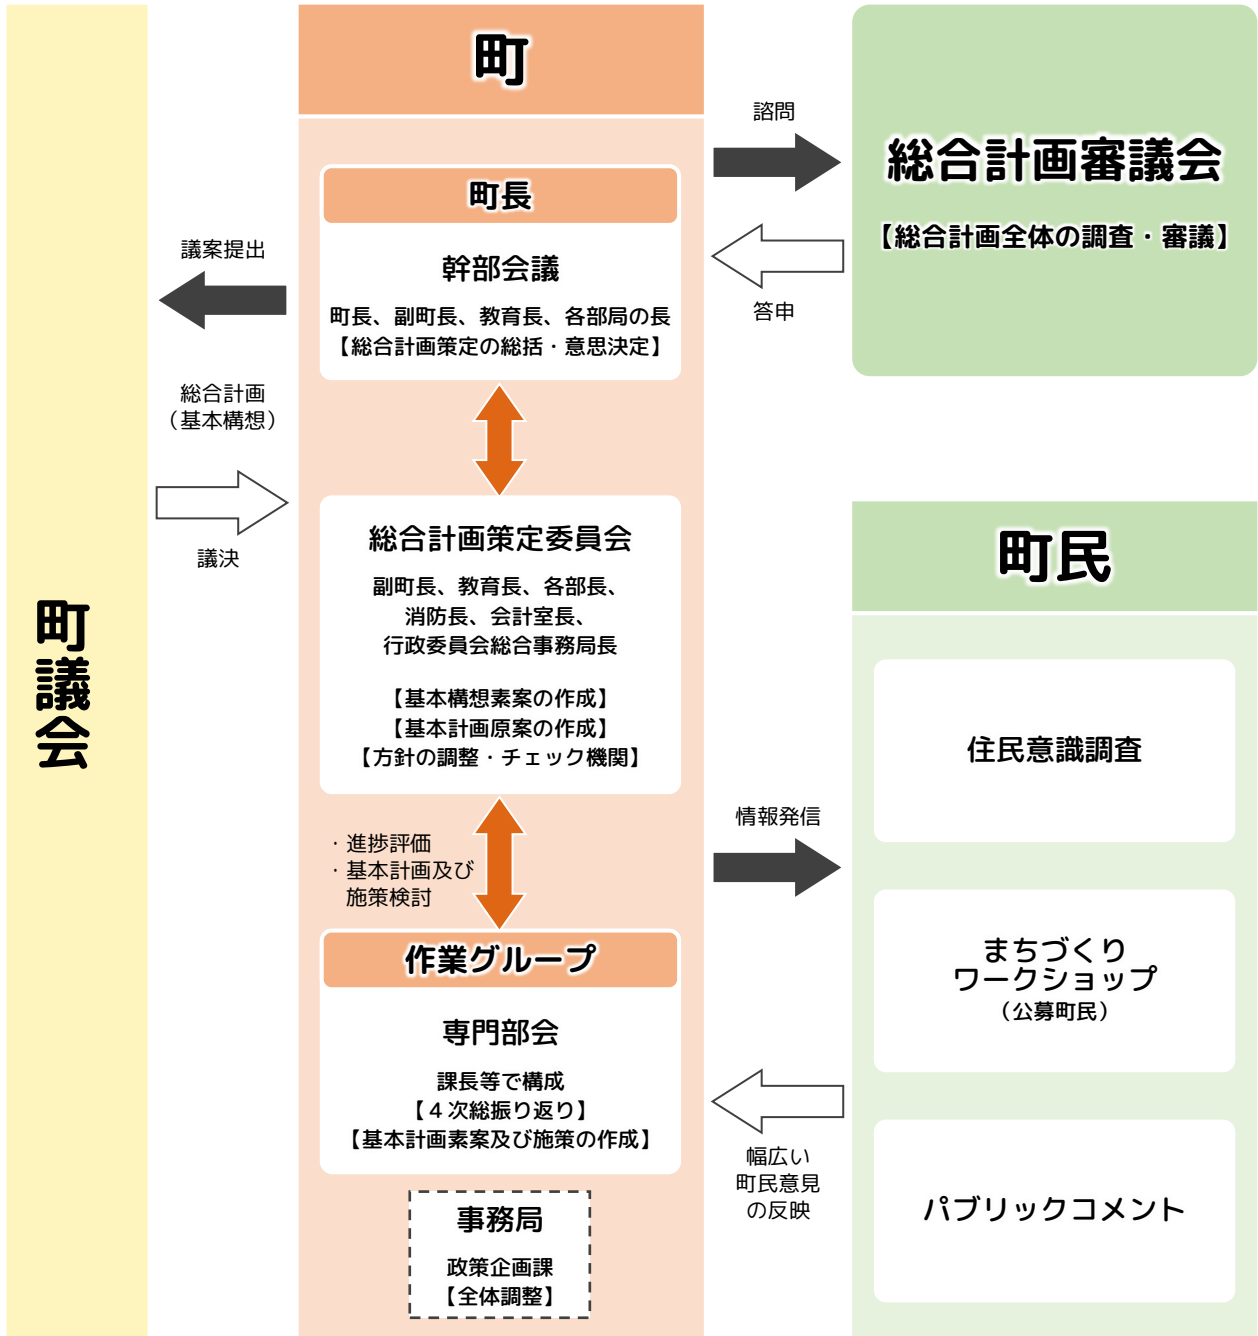 町議会
議案提出
総合計画
（基本構想）
議決
町
町長
幹部会議
町長、副町長、教育長、各部局の長
【総合計画策定の総括・意思決定】
総合計画策定委員会
副町長、教育長、各部長、
消防長、会計室長、
行政委員会総合事務局長
【基本構想素案の作成】
【基本計画原案の作成】
【方針の調整・チェック機関】
・進捗評価
・基本計画及び
施策検討
作業グループ
専門部会
課長等で構成
【４次総振り返り】
【基本計画素案及び施策の作成】
事務局
政策企画課
【全体調整】
諮問
答申
総合計画審議会
【総合計画全体の調査・審議】
情報発信
幅広い
町民意見
の反映
町民
住民意識調査
まちづくり
ワークショップ
（公募町民）
パブリックコメント